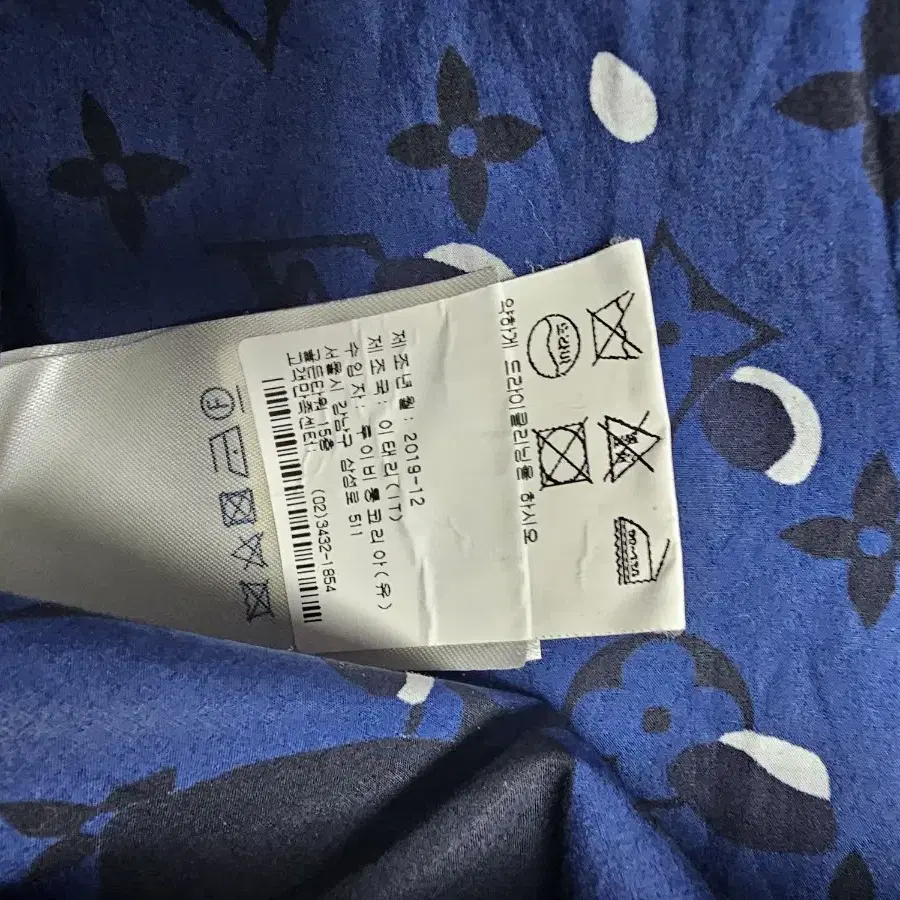 제조년월: 2019-12
제조국: 이태리(IT)
수입자: 루이비통코리아(유)
서울시 강남구 삼성로 511
골든타워 15층
고객만족센터: (02)3432-1854
약하게
드라이
드라이클리닝을 하시오
F